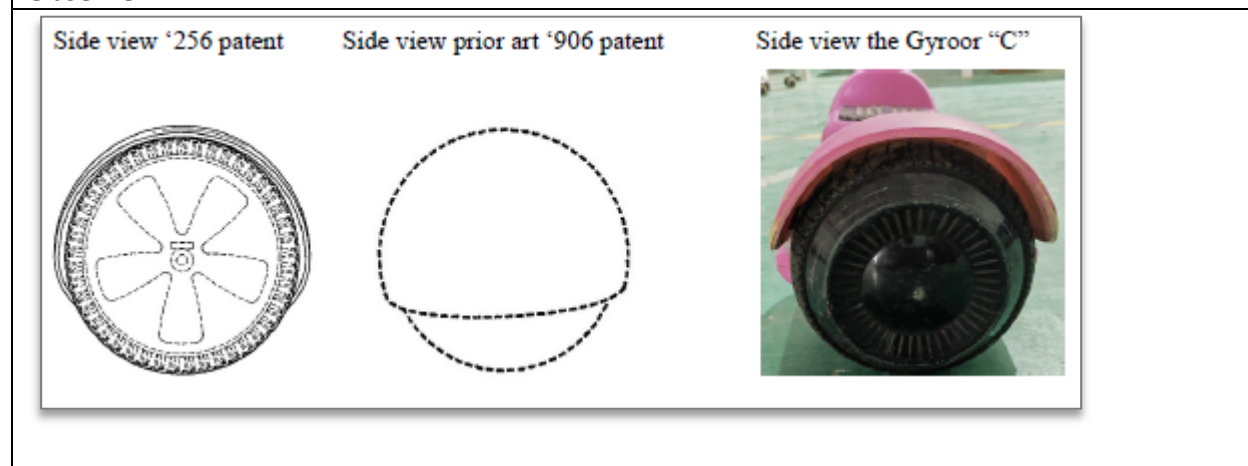 Side view ‘256 patent
Side view prior art ‘906 patent
Side view the Gyroor “C”